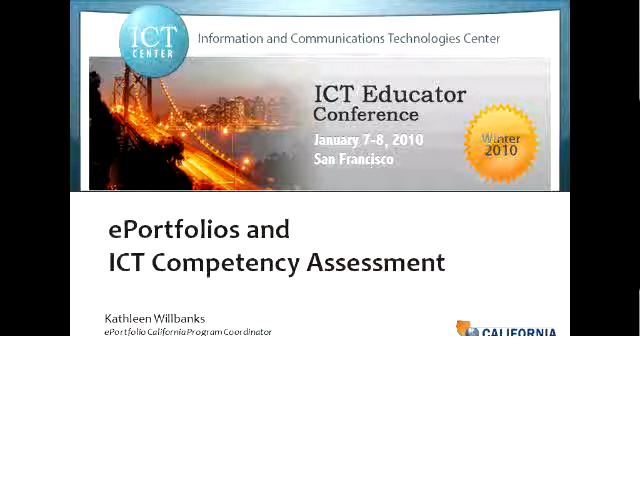 ICT
CENTER
Information and Communications Technologies Center
ICT Educator
Conference
January 7-8, 2010
San Francisco
Winter
2010
ePortfolios and
ICT Competency Assessment
Kathleen Willbanks
ePortfolio California Program Coordinator
CALIFORNIA